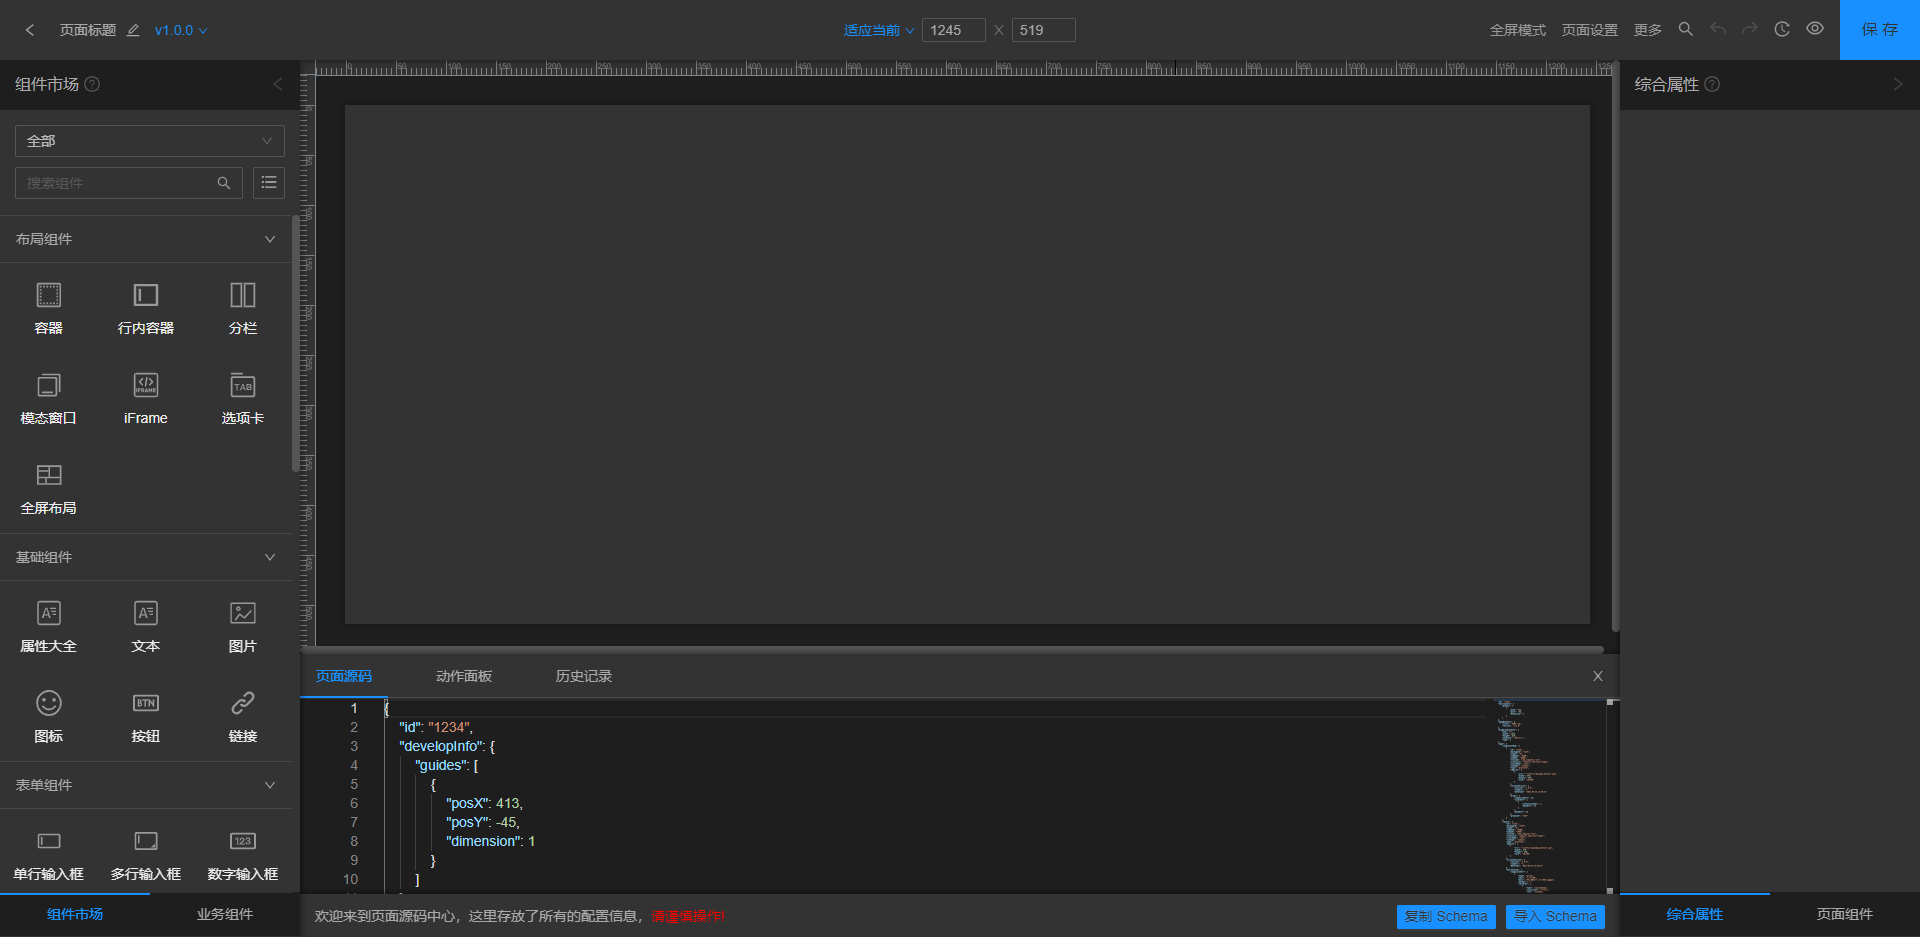 页面标题 v1.0.0
适应当前 1245 X 519
全屏模式 页面设置 更多 保 存
组件市场
综合属性
全部
搜索组件
布局组件
容器 行内容器 分栏
IFRAME TAB
模态窗口 iFrame 选项卡
全屏布局
基础组件
属性大全 文本 图片
BTN
图标 按钮 链接
表单组件
123
单行输入框 多行输入框 数字输入框
组件市场 业务组件
页面源码 动作面板 历史记录 X
1 {
2 "id": "1234",
3 "developInfo": {
4 "guides": [
5 {
6 "posX": 413,
7 "posY": -45,
8 "dimension": 1
9 }
10 ]
欢迎来到页面源码中心，这里存放了所有的配置信息，请谨慎操作!
复制 Schema 导入 Schema
综合属性 页面组件